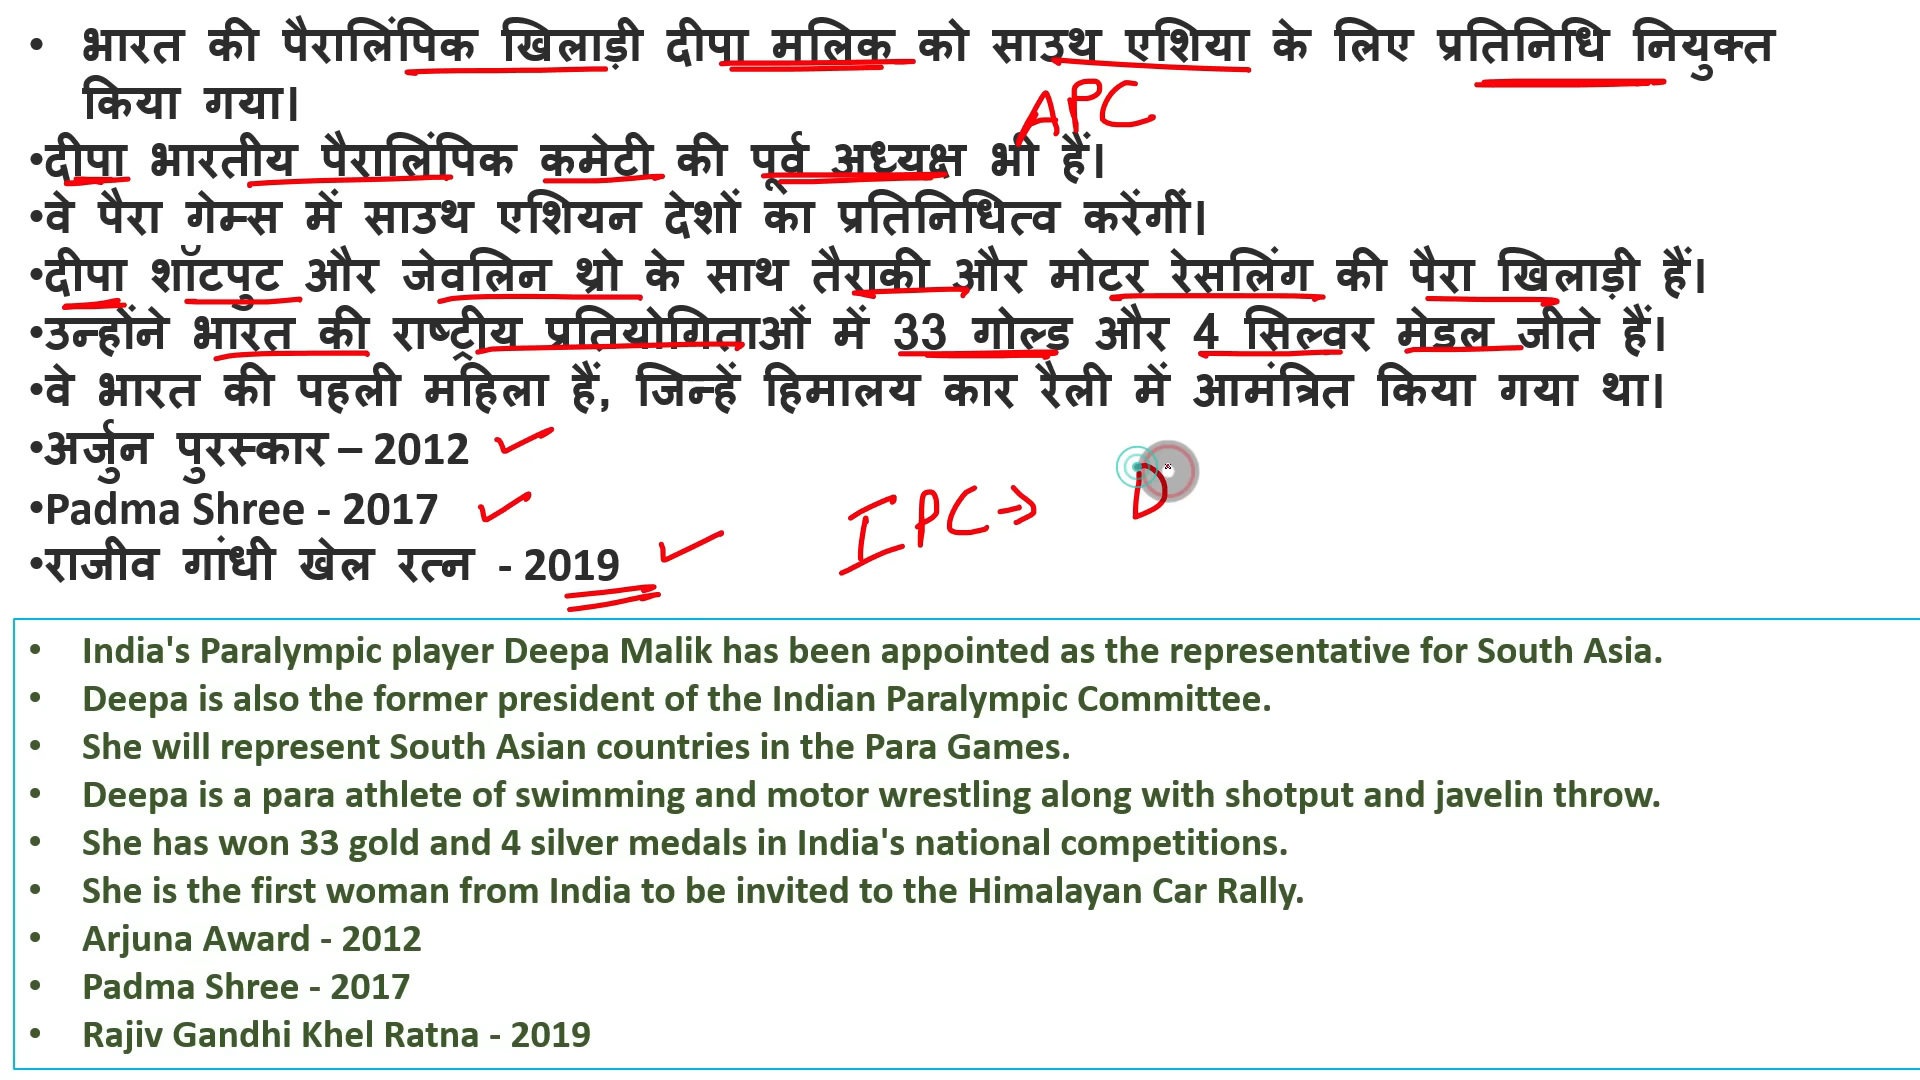 • भारत की पैरालिंपिक खिलाड़ी दीपा मलिक को साउथ एशिया के लिए प्रतिनिधि नियुक्त
किया गया।
APC
•दीपा भारतीय पैरालिंपिक कमेटी की पूर्व अध्यक्ष भी हैं।
•वे पैरा गेम्स में साउथ एशियन देशों का प्रतिनिधित्व करेंगीं।
•दीपा शॉटपुट और जेवलिन थ्रो के साथ तैराकी और मोटर रेसलिंग की पैरा खिलाड़ी हैं।
•उन्होंने भारत की राष्ट्रीय प्रतियोगिताओं में 33 गोल्ड और 4 सिल्वर मेडल जीते हैं।
•वे भारत की पहली महिला हैं, जिन्हें हिमालय कार रैली में आमंत्रित किया गया था।
•अर्जुन पुरस्कार – 2012
•Padma Shree - 2017
IPC → D
•राजीव गांधी खेल रत्न - 2019
• India's Paralympic player Deepa Malik has been appointed as the representative for South Asia.
• Deepa is also the former president of the Indian Paralympic Committee.
• She will represent South Asian countries in the Para Games.
• Deepa is a para athlete of swimming and motor wrestling along with shotput and javelin throw.
• She has won 33 gold and 4 silver medals in India's national competitions.
• She is the first woman from India to be invited to the Himalayan Car Rally.
• Arjuna Award - 2012
• Padma Shree - 2017
• Rajiv Gandhi Khel Ratna - 2019